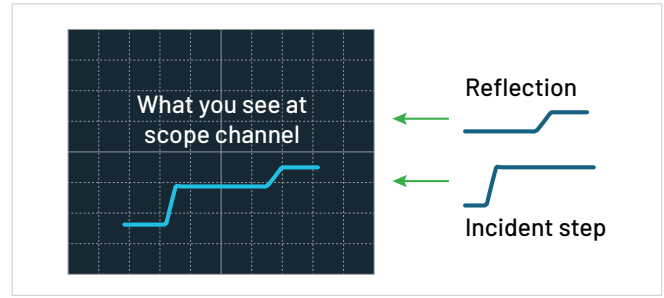 What you see at
scope channel
Reflection
Incident step